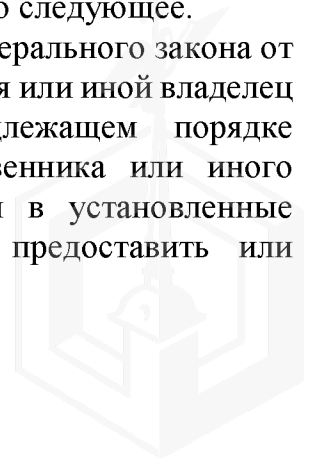 о следующее.
ерального закона от
я или иной владелец
длежащем порядке
венника или иного
в установленные
предоставить или